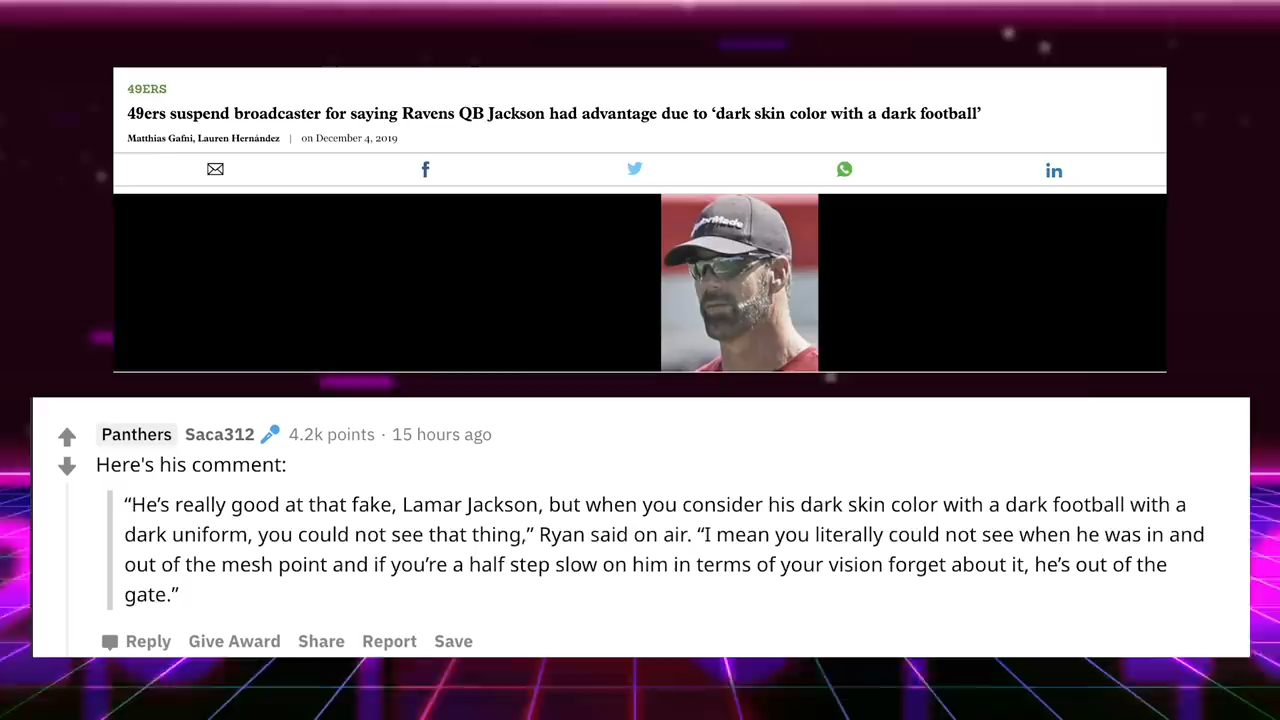 49ERS
49ers suspend broadcaster for saying Ravens QB Jackson had advantage due to ‘dark skin color with a dark football’
Matthias Gafni, Lauren Hernández | on December 4, 2019
TaylorMade
Panthers Saca312 4.2k points · 15 hours ago
Here's his comment:
“He’s really good at that fake, Lamar Jackson, but when you consider his dark skin color with a dark football with a
dark uniform, you could not see that thing,” Ryan said on air. “I mean you literally could not see when he was in and
out of the mesh point and if you’re a half step slow on him in terms of your vision forget about it, he’s out of the
gate.”
Reply Give Award Share Report Save